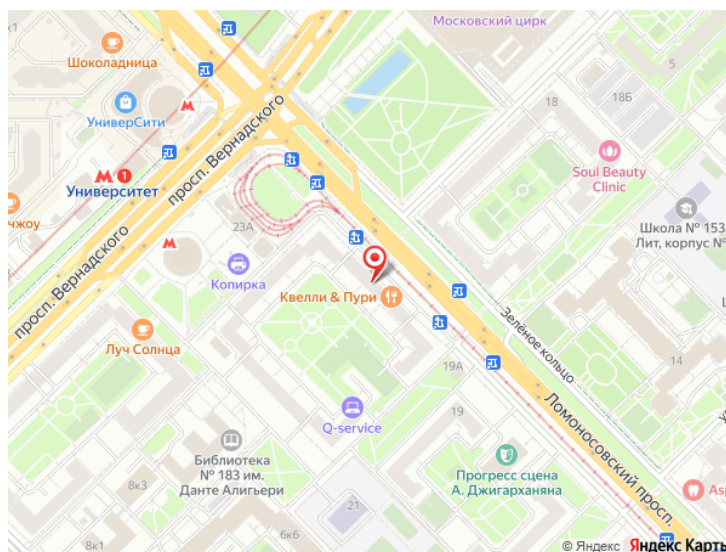 к1
Шоколадница
Московский цирк
5
18
18Б
УниверСити
просп. Вернадского
Soul Beauty
Clinic
1
Университет
чжоу
23А
Школа № 153
Лит, корпус №
просп. Вернадского
Копирка
Квелли & Пури
Зелёное кольцо
Луч Солнца
14
19А
19
Q-service
Ломоносовский просп.
Библиотека
№ 183 им.
Данте Алигьери
Прогресс сцена
А. Джигарханяна
8к3
21
Asp
8к1
6к6
© Яндекс Яндекс Карты